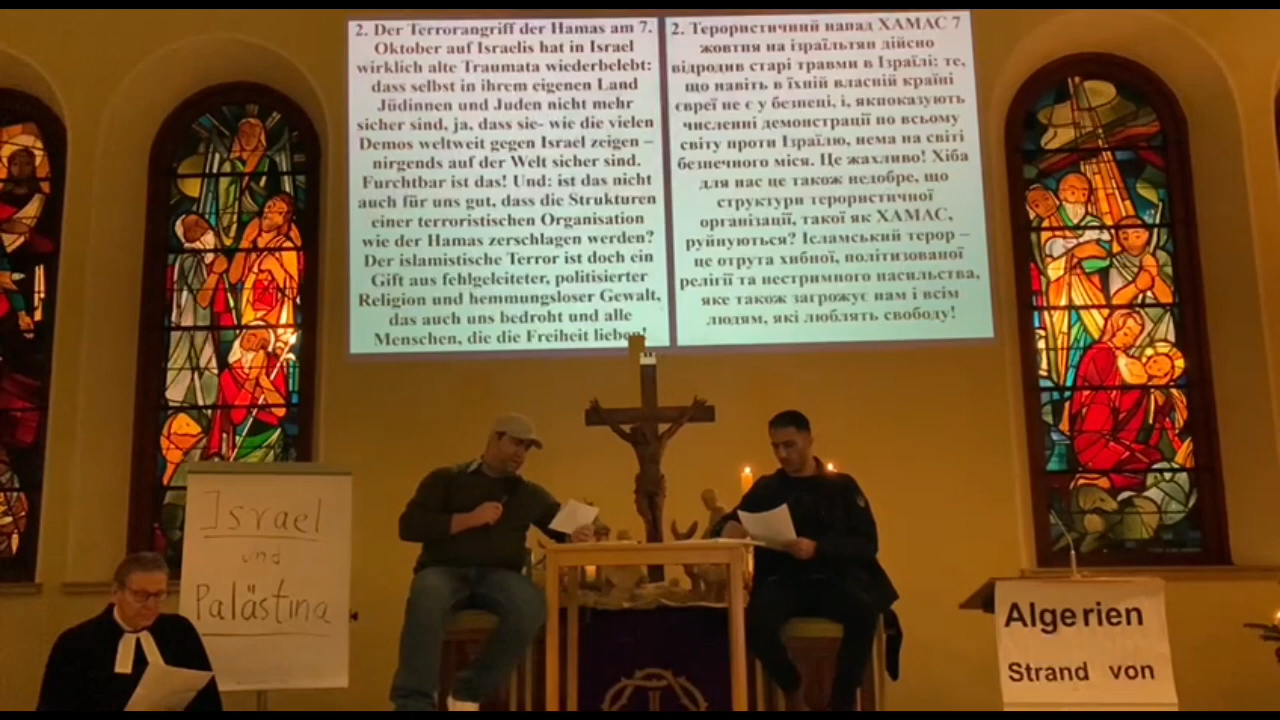 2. Der Terrorangriff der Hamas am 7.
Oktober auf Israelis hat in Israel
wirklich alte Traumata wiederbelebt:
dass selbst in ihrem eigenen Land
Jüdinnen und Juden nicht mehr
sicher sind, ja, dass sie- wie die vielen
Demos weltweit gegen Israel zeigen –
nirgends auf der Welt sicher sind.
Furchtbar ist das! Und: ist das nicht
auch für uns gut, dass die Strukturen
einer terroristischen Organisation
wie der Hamas zerschlagen werden?
Der islamistische Terror ist doch ein
Gift aus fehlgeleiteter, politisierter
Religion und hemmungsloser Gewalt,
das auch uns bedroht und alle
Menschen, die die Freiheit lieben!
2. Терористичний напад ХАМАС 7
жовтня на ізраїльтян дійсно
відродив старі травми в Ізраїлі: те,
що навіть в їхній власній країні
євреї не є у безпеці, і, якпоказують
численні демонстрації по всьому
світу проти Ізраїлю, нема на світі
безпечного місця. Це жахливо! Хіба
для нас це також недобре, що
структури терористичної
організації, такої як ХАМАС,
руйнуються? Ісламський терор –
це отрута хибної, політизованої
релігії та нестримного насильства,
яке також загрожує нам і всім
людям, які люблять свободу!
Israel
und
Palästina
Algerien
Strand von